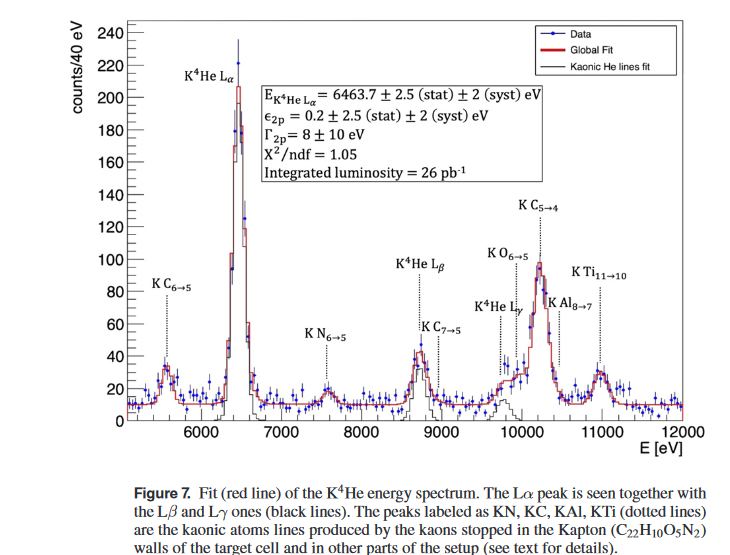 counts/40 eV
240
220
200
180
160
140
120
100
80
60
40
20
0
Data
Global Fit
Kaonic He lines fit
K⁴He Lα
E_K⁴He Lα = 6463.7 ± 2.5 (stat) ± 2 (syst) eV
ϵ₂ₚ = 0.2 ± 2.5 (stat) ± 2 (syst) eV
Γ₂ₚ = 8 ± 10 eV
X²/ndf = 1.05
Integrated luminosity = 26 pb⁻¹
K C₅→₄
K O₆→₅
K⁴He Lβ
K Ti₁₁→₁₀
K C₆→₅
K⁴He Lγ
K Al₈→₇
K N₆→₅
K C₇→₅
6000 7000 8000 9000 10000 11000 12000
E [eV]
Figure 7. Fit (red line) of the K⁴He energy spectrum. The Lα peak is seen together with
the Lβ and Lγ ones (black lines). The peaks labeled as KN, KC, KAl, KTi (dotted lines)
are the kaonic atoms lines produced by the kaons stopped in the Kapton (C₂₂H₁₀O₅N₂)
walls of the target cell and in other parts of the setup (see text for details).